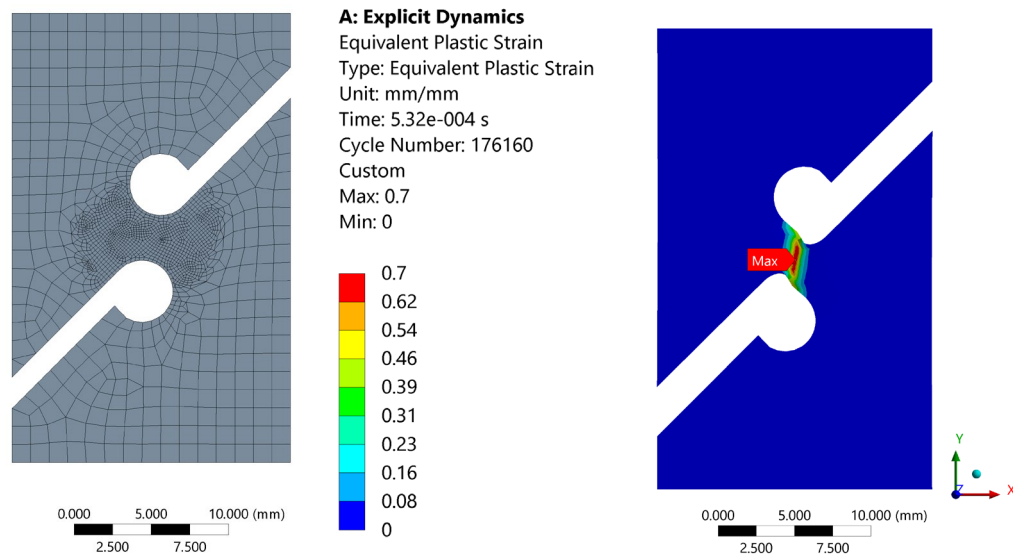 A: Explicit Dynamics
Equivalent Plastic Strain
Type: Equivalent Plastic Strain
Unit: mm/mm
Time: 5.32e-004 s
Cycle Number: 176160
Custom
Max: 0.7
Min: 0
0.7
0.62
0.54
0.46
0.39
0.31
0.23
0.16
0.08
0
Max
Y
Z
X
0.000 5.000 10.000 (mm)
2.500 7.500
0.000 5.000 10.000 (mm)
2.500 7.500